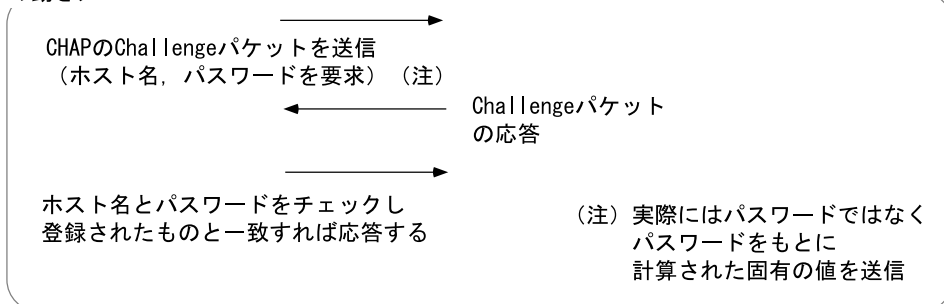 CHAPのChallengeパケットを送信
（ホスト名，パスワードを要求）（注）
Challengeパケット
の応答
ホスト名とパスワードをチェックし
登録されたものと一致すれば応答する
（注）実際にはパスワードではなく
パスワードをもとに
計算された固有の値を送信